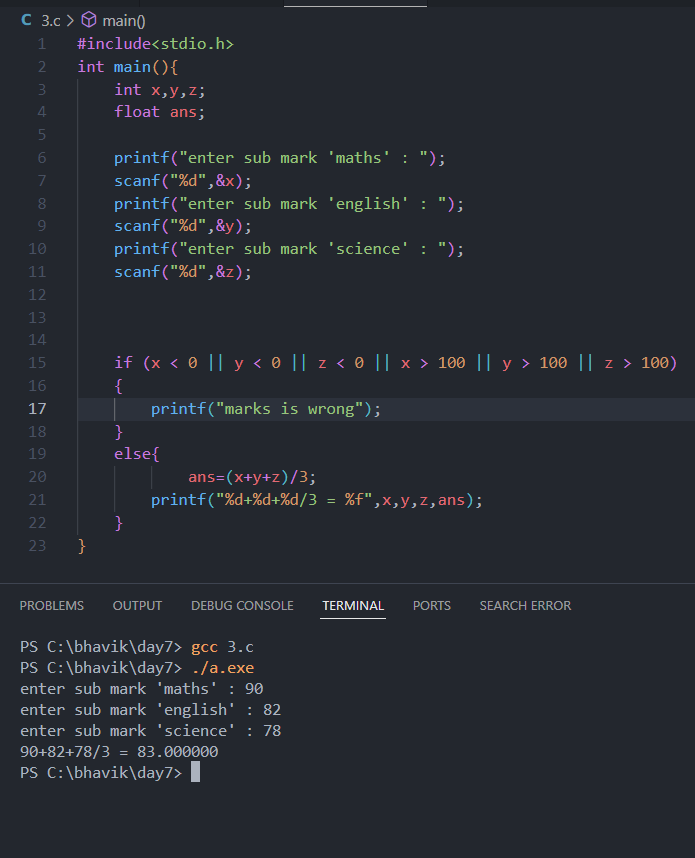 C 3.c > main()
1 #include<stdio.h>
2 int main(){
3 int x,y,z;
4 float ans;
5
6 printf("enter sub mark 'maths' : ");
7 scanf("%d",&x);
8 printf("enter sub mark 'english' : ");
9 scanf("%d",&y);
10 printf("enter sub mark 'science' : ");
11 scanf("%d",&z);
12
13
14
15 if (x < 0 || y < 0 || z < 0 || x > 100 || y > 100 || z > 100)
16 {
17 printf("marks is wrong");
18 }
19 else{
20 ans=(x+y+z)/3;
21 printf("%d+%d+%d/3 = %f",x,y,z,ans);
22 }
23 }
PROBLEMS OUTPUT DEBUG CONSOLE TERMINAL PORTS SEARCH ERROR
PS C:\bhavik\day7> gcc 3.c
PS C:\bhavik\day7> ./a.exe
enter sub mark 'maths' : 90
enter sub mark 'english' : 82
enter sub mark 'science' : 78
90+82+78/3 = 83.000000
PS C:\bhavik\day7>